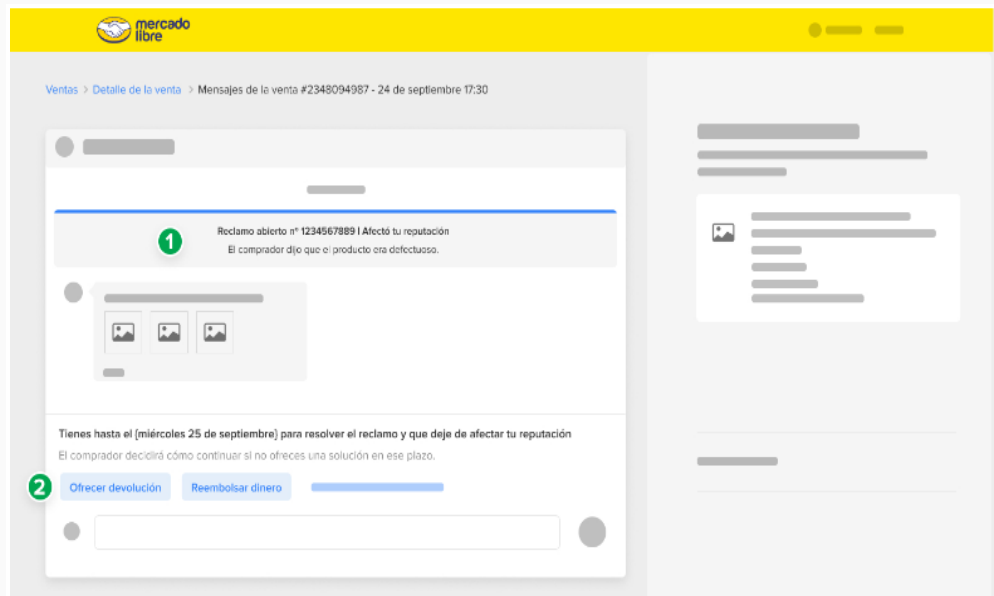 mercado
libre
Ventas > Detalle de la venta > Mensajes de la venta #2348094987 - 24 de septiembre 17:30
1
Reclamo abierto nº 1234567889 | Afectó tu reputación
El comprador dijo que el producto era defectuoso.
Tienes hasta el [miércoles 25 de septiembre] para resolver el reclamo y que deje de afectar tu reputación
El comprador decidirá cómo continuar si no ofreces una solución en ese plazo.
2
Ofrecer devolución
Reembolsar dinero